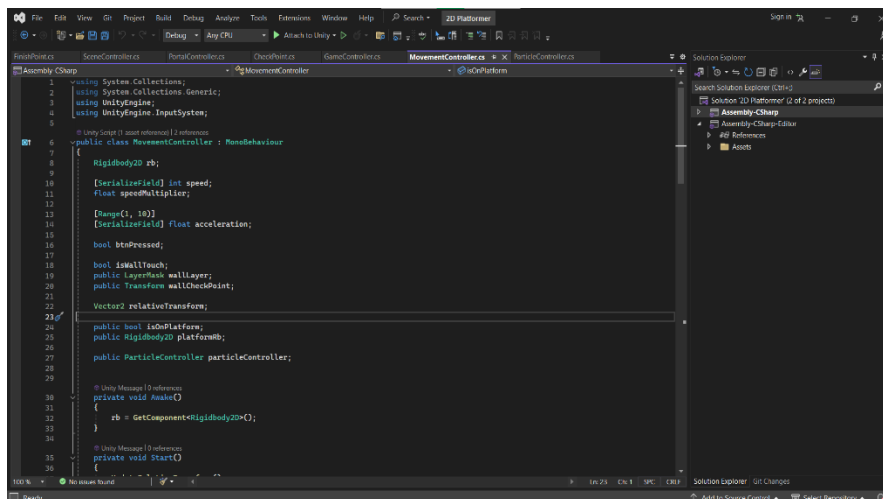 File Edit View Git Project Build Debug Analyze Tools Extensions Window Help Search 2D Platformer Sign in
Debug Any CPU Attach to Unity
FinishPoint.cs SceneController.cs PortalController.cs CheckPoint.cs GameController.cs MovementController.cs ParticleController.cs Solution Explorer
Assembly-CSharp MovementController isOnPlatform
Search Solution Explorer (Ctrl+;)
Solution '2D Platformer' (2 of 2 projects)
Assembly-CSharp
Assembly-CSharp-Editor
References
Assets
1 using System.Collections;
2 using System.Collections.Generic;
3 using UnityEngine;
4 using UnityEngine.InputSystem;
5
Unity Script (1 asset reference) | 2 references
6 public class MovementController : MonoBehaviour
7 {
8 Rigidbody2D rb;
9
10 [SerializeField] int speed;
11 float speedMultiplier;
12
13 [Range(1, 10)]
14 [SerializeField] float acceleration;
15
16 bool btnPressed;
17
18 bool isWallTouch;
19 public LayerMask wallLayer;
20 public Transform wallCheckPoint;
21
22 Vector2 relativeTransform;
23
24 public bool isOnPlatform;
25 public Rigidbody2D platformRb;
26
27 public ParticleController particleController;
28
29
Unity Message | 0 references
30 private void Awake()
31 {
32 rb = GetComponent<Rigidbody2D>();
33 }
34
Unity Message | 0 references
35 private void Start()
36 {
100 % No issues found Ln: 23 Ch: 1 SPC CRLF Solution Explorer Git Changes
Ready Add to Source Control Select Repository